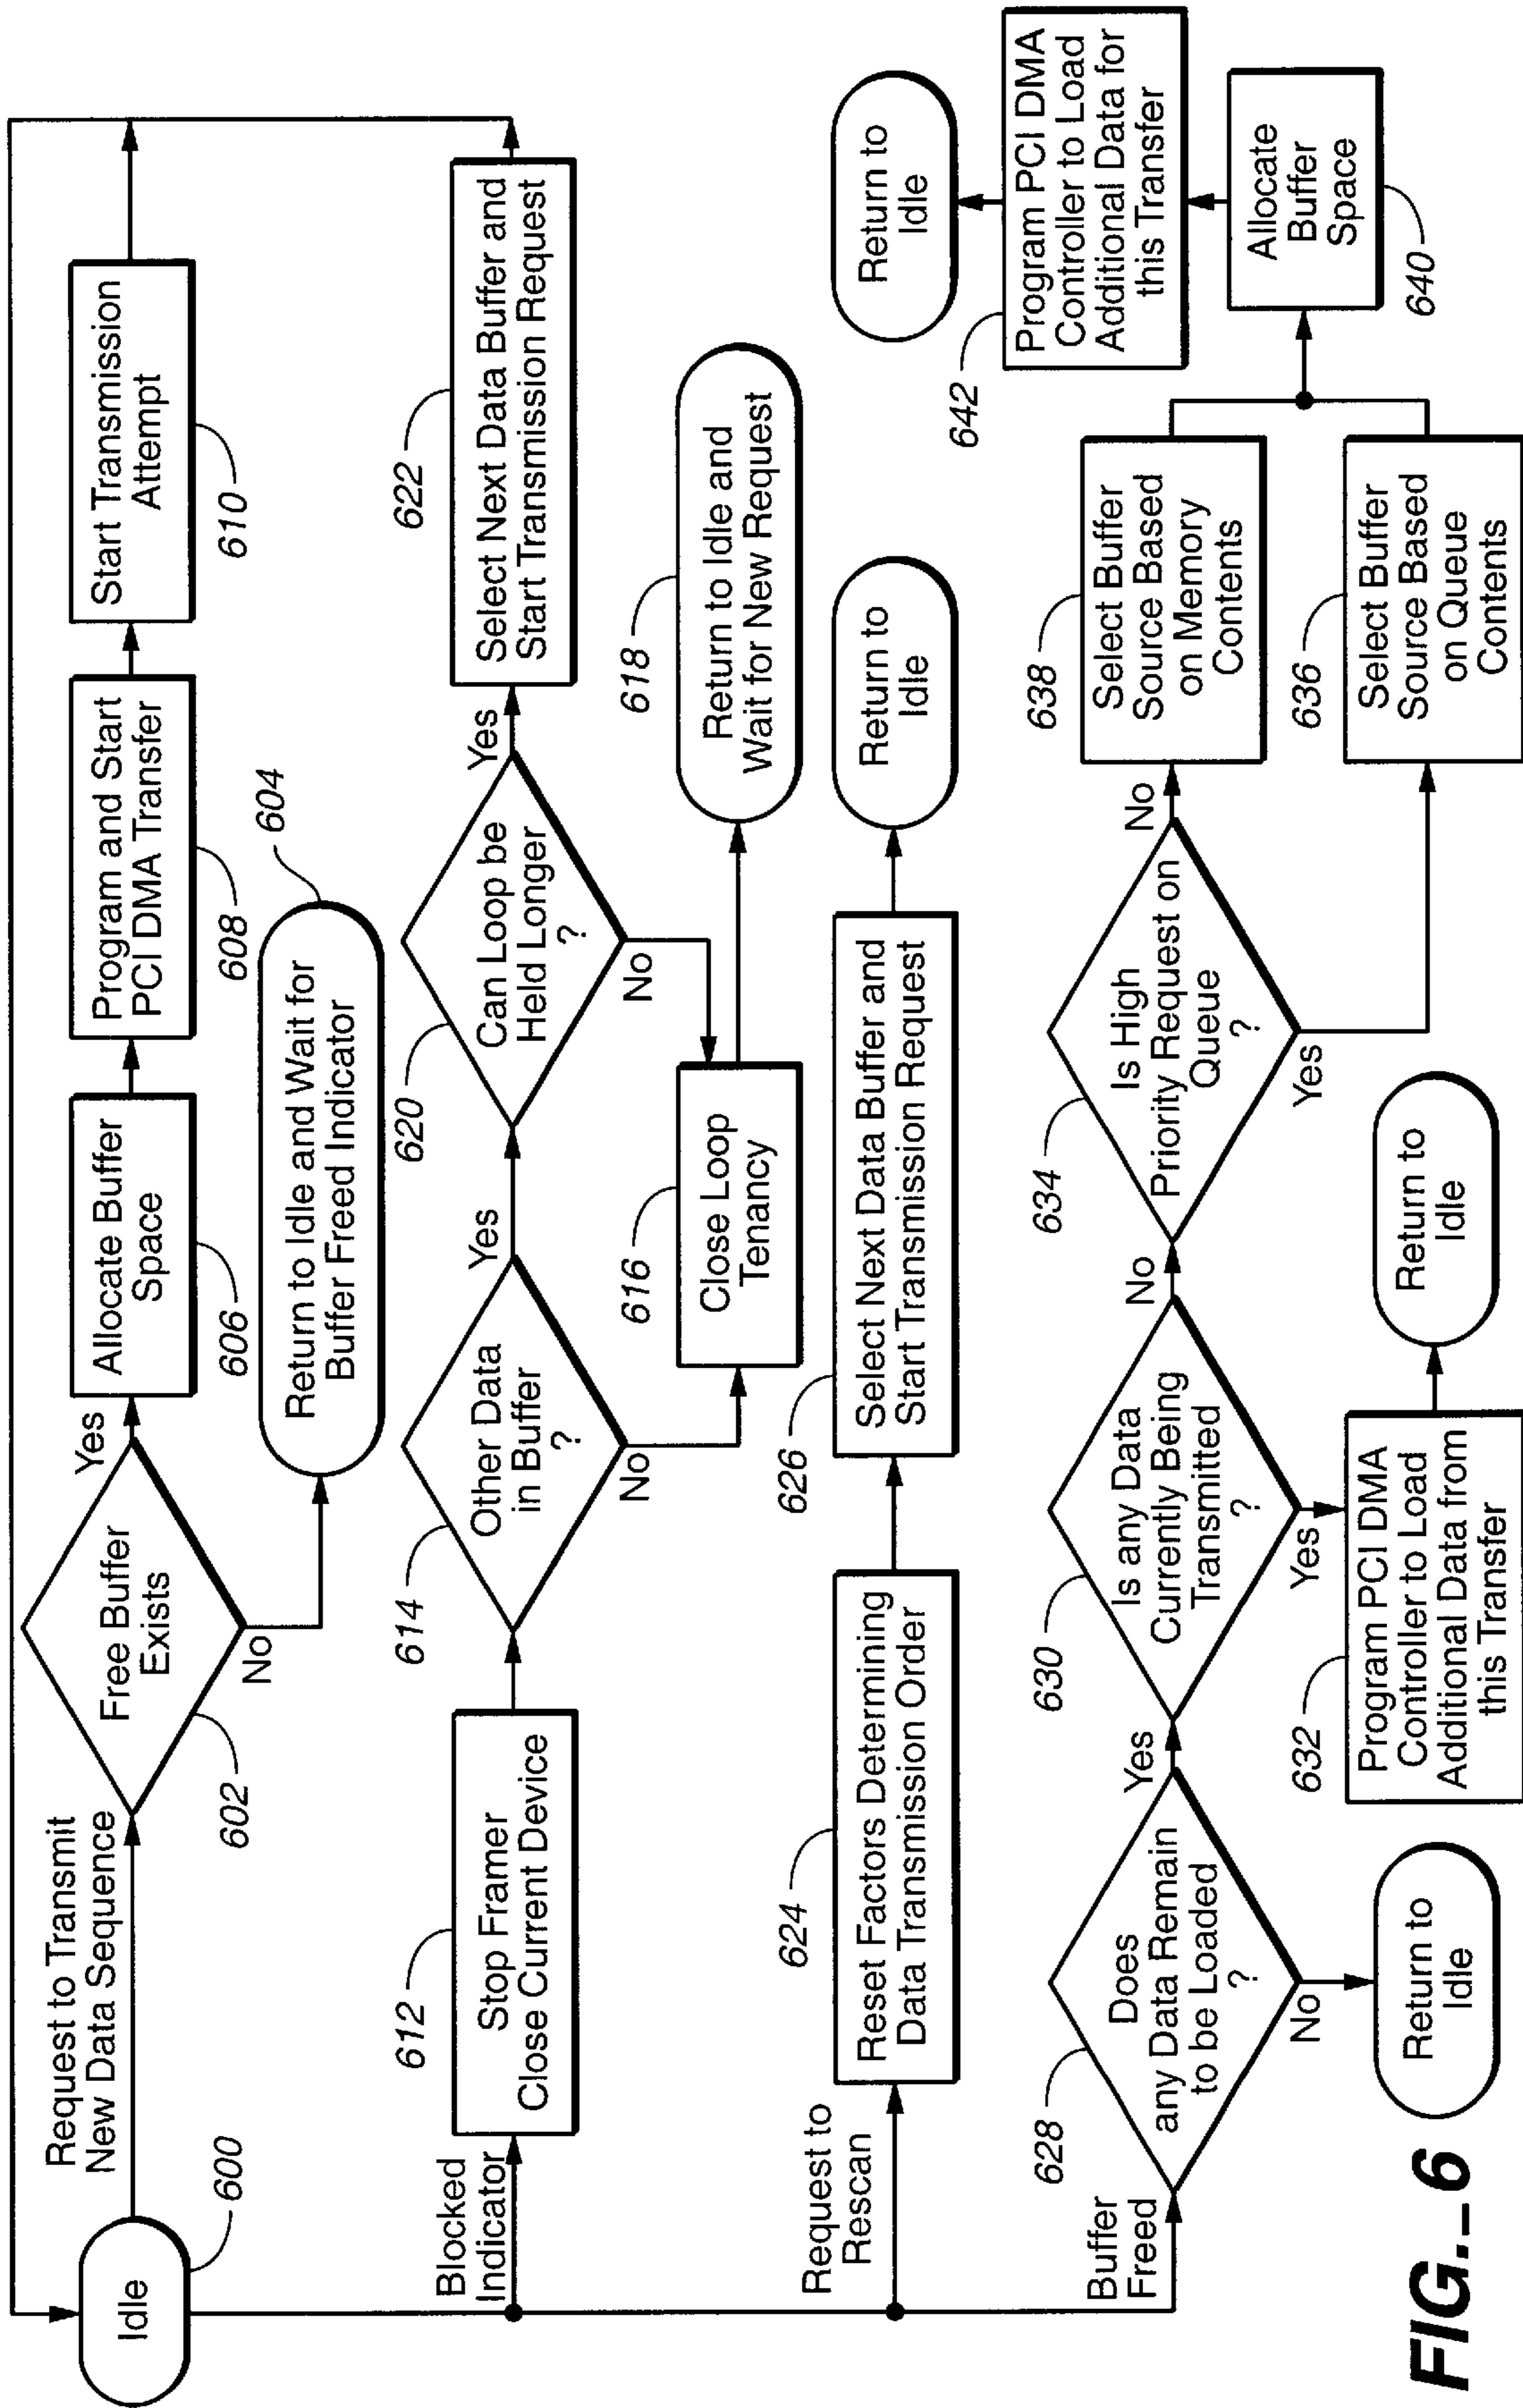 Idle
600
Request to Transmit
New Data Sequence
Free Buffer
Exists
602
Yes
No
Allocate Buffer
Space
606
Program and Start
PCI DMA Transfer
608
Start Transmission
Attempt
610
Return to Idle and Wait for
Buffer Freed Indicator
604
Blocked
Indicator
Stop Framer
Close Current Device
612
Other Data
in Buffer
?
614
Yes
No
Can Loop be
Held Longer
?
620
Yes
No
Select Next Data Buffer and
Start Transmission Request
622
Close Loop
Tenancy
616
Return to Idle and
Wait for New Request
618
Request to
Rescan
Reset Factors Determining
Data Transmission Order
624
Select Next Data Buffer and
Start Transmission Request
626
Return to
Idle
Buffer
Freed
Does
any Data Remain
to be Loaded
?
628
Yes
No
Return to
Idle
Is any Data
Currently Being
Transmitted
?
630
No
Yes
Program PCI DMA
Controller to Load
Additional Data from
this Transfer
632
Return to
Idle
Is High
Priority Request on
Queue
?
634
No
Yes
Select Buffer
Source Based
on Memory
Contents
638
Select Buffer
Source Based
on Queue
Contents
636
Allocate
Buffer
Space
640
Program PCI DMA
Controller to Load
Additional Data for
this Transfer
642
Return to
Idle
FIG._6